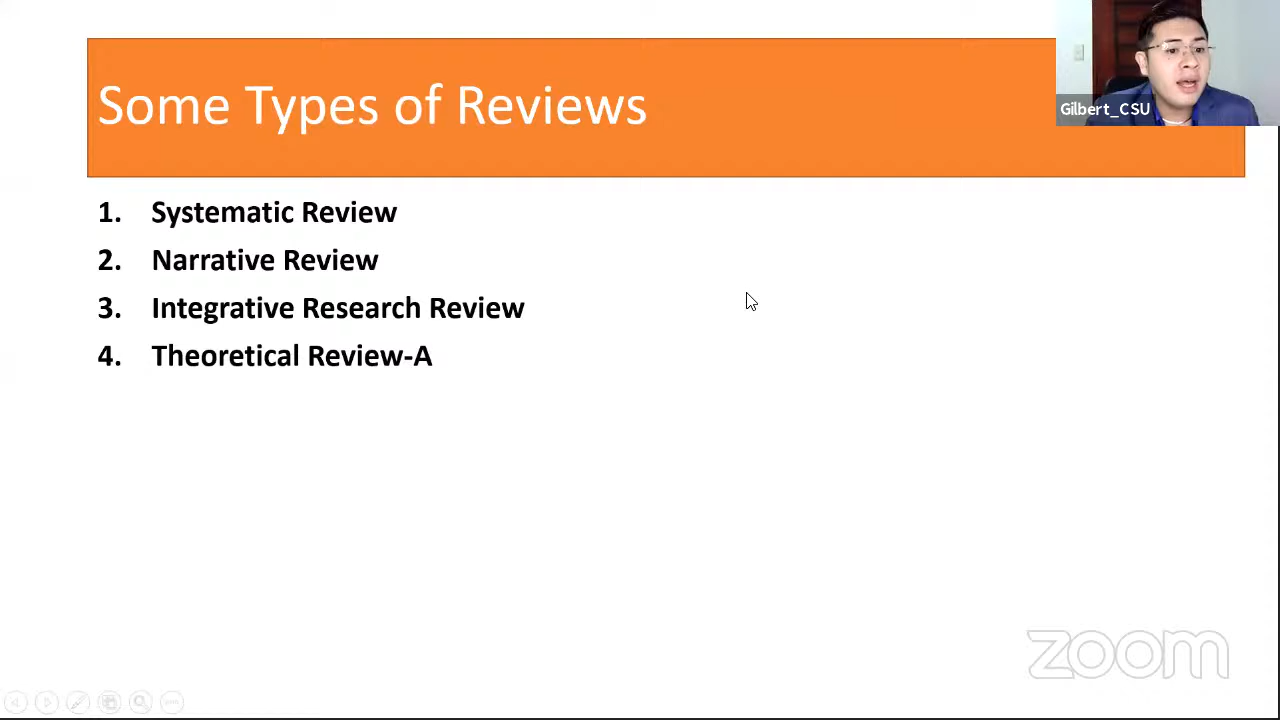 Some Types of Reviews
Gilbert_CSU
1. Systematic Review
2. Narrative Review
3. Integrative Research Review
4. Theoretical Review-A
zoom